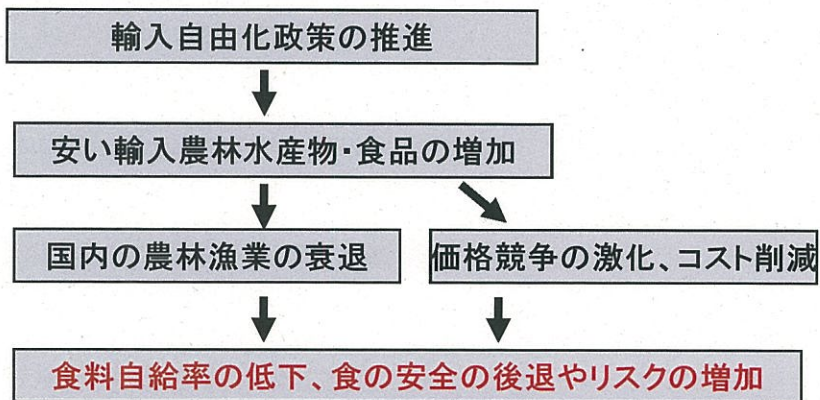 輸入自由化政策の推進
安い輸入農林水産物・食品の増加
国内の農林漁業の衰退
価格競争の激化、コスト削減
食料自給率の低下、食の安全の後退やリスクの増加